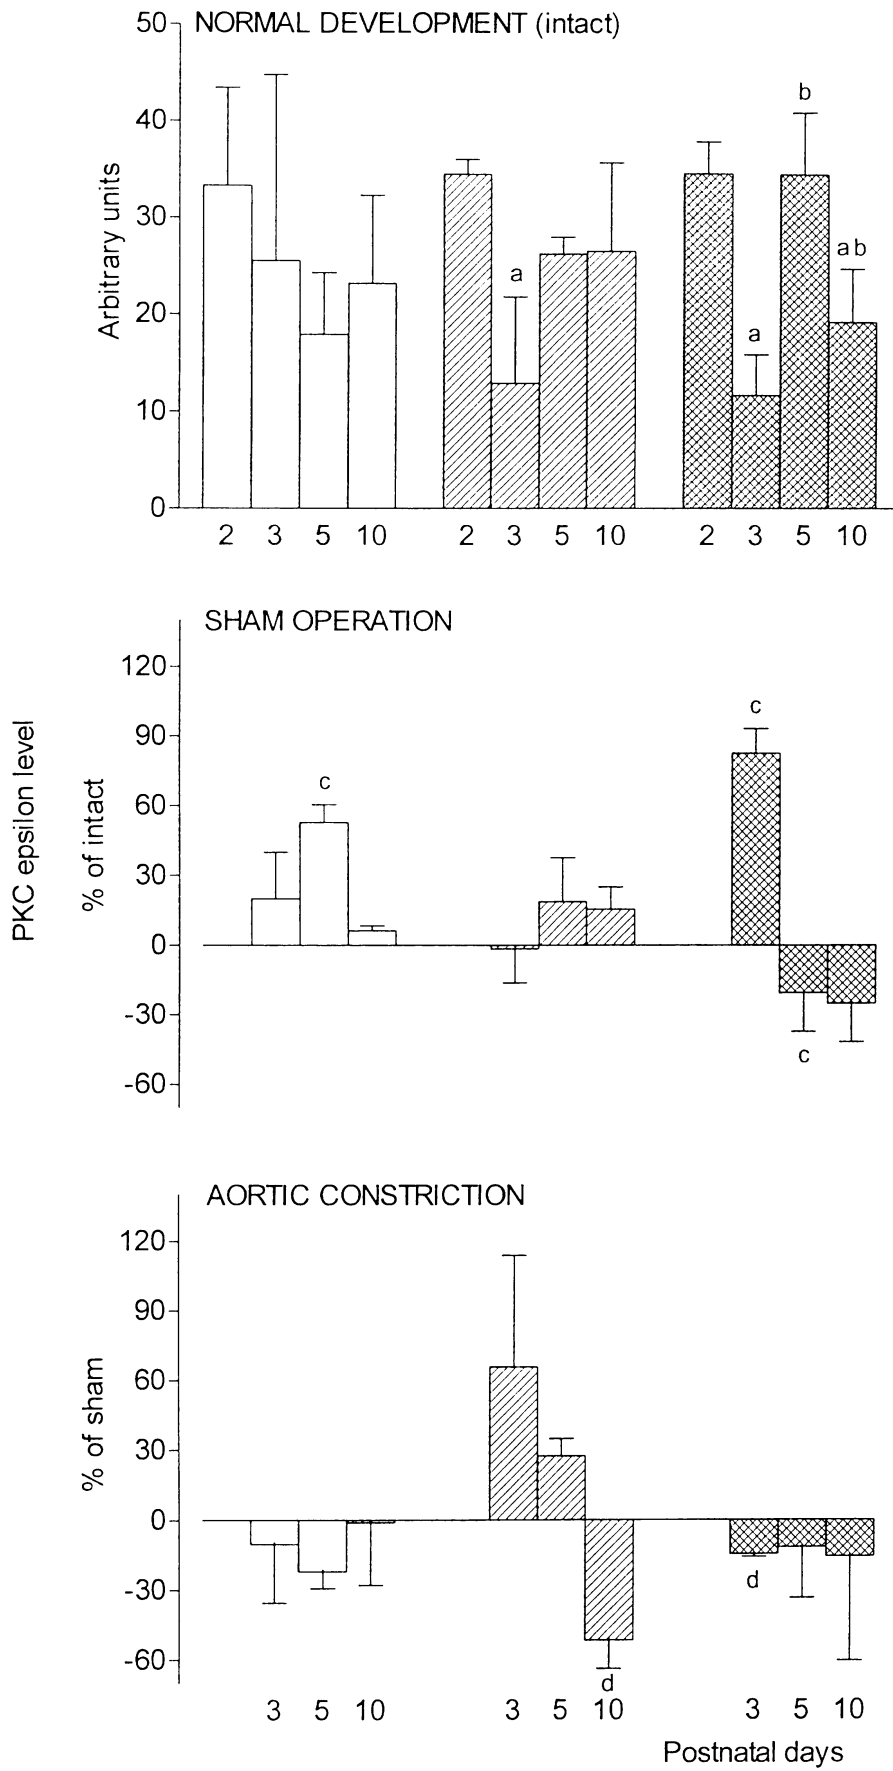 NORMAL DEVELOPMENT (intact)
50
40
30
20
10
0
Arbitrary units
a
b
a
ab
2 3 5 10 2 3 5 10 2 3 5 10
SHAM OPERATION
120
90
60
30
0
-30
-60
PKC epsilon level
% of intact
c
c
c
AORTIC CONSTRICTION
120
90
60
30
0
-30
-60
% of sham
d
d
3 5 10 3 5 10 3 5 10
Postnatal days